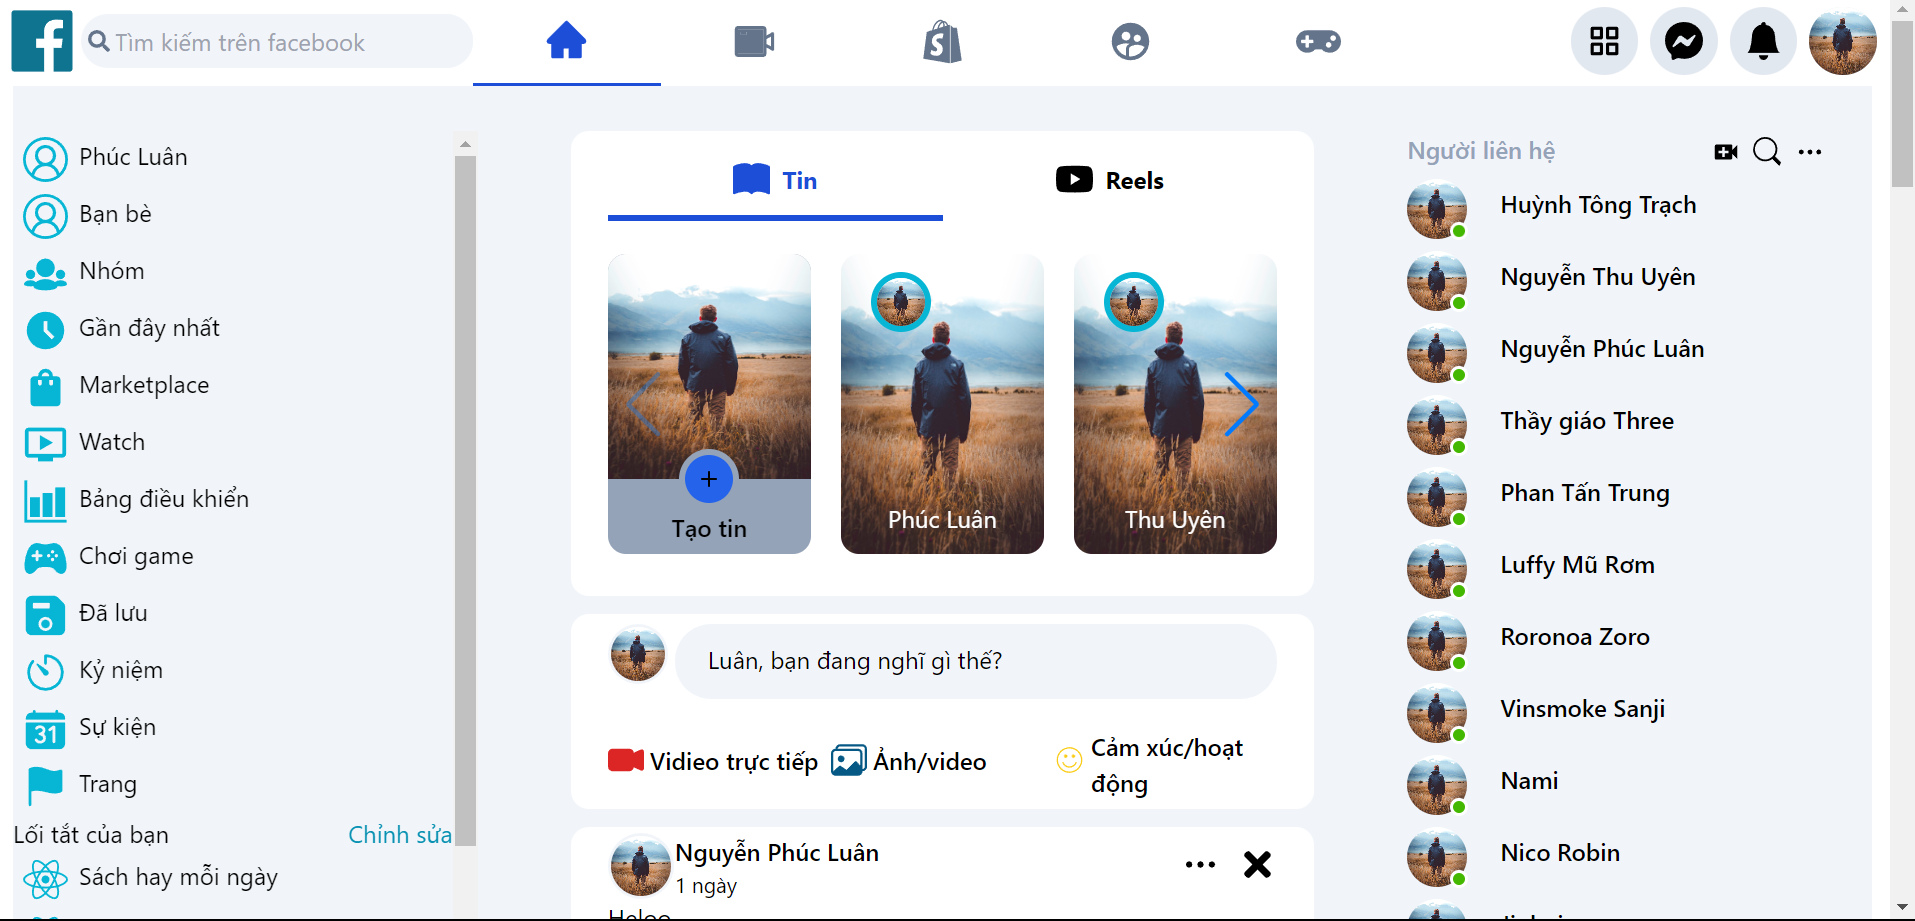 Tìm kiếm trên facebook
Phúc Luân
Bạn bè
Nhóm
Gần đây nhất
Marketplace
Watch
Bảng điều khiển
Chơi game
Đã lưu
Kỷ niệm
31
Sự kiện
Trang
Lối tắt của bạn
Chỉnh sửa
Sách hay mỗi ngày
Tin
Reels
Tạo tin
Phúc Luân
Thu Uyên
Luân, bạn đang nghĩ gì thế?
Vidieo trực tiếp
Ảnh/video
Cảm xúc/hoạt
động
Nguyễn Phúc Luân
1 ngày
Heloo
Người liên hệ
Huỳnh Tông Trạch
Nguyễn Thu Uyên
Nguyễn Phúc Luân
Thầy giáo Three
Phan Tấn Trung
Luffy Mũ Rơm
Roronoa Zoro
Vinsmoke Sanji
Nami
Nico Robin